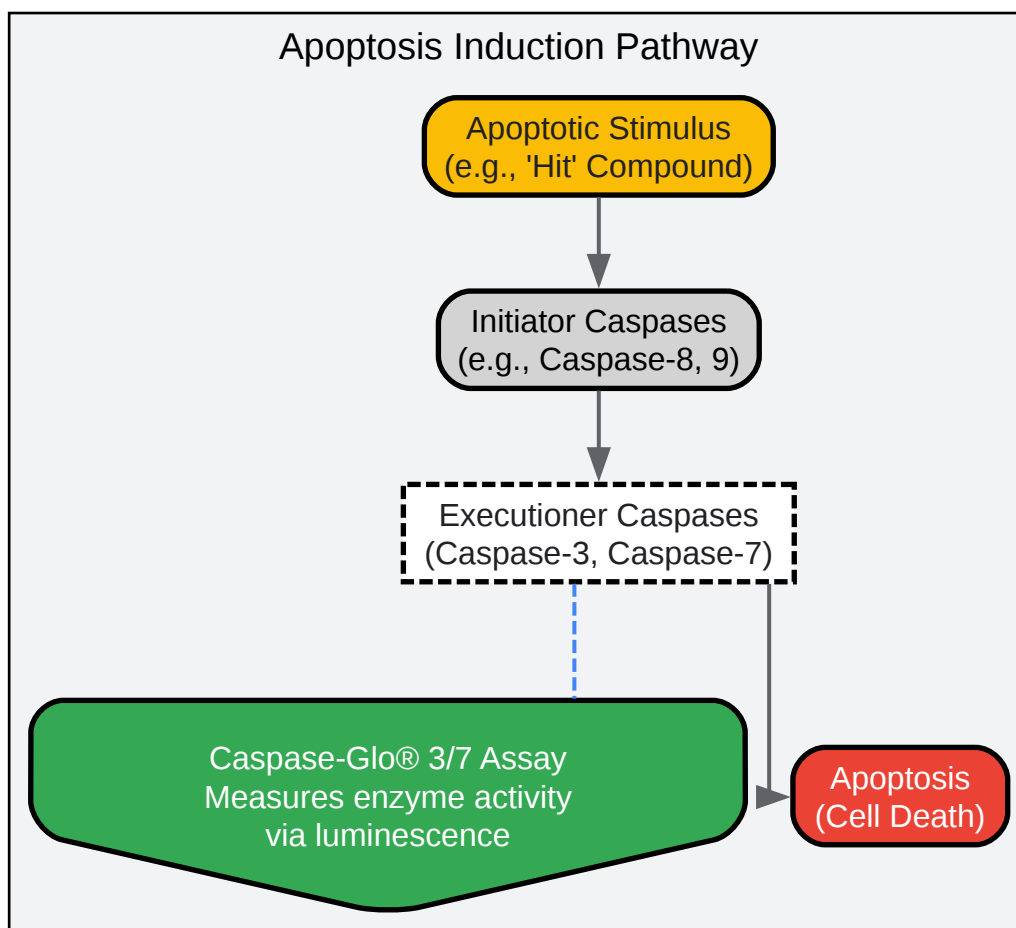 Apoptosis Induction Pathway
Apoptotic Stimulus
(e.g., 'Hit' Compound)
Initiator Caspases
(e.g., Caspase-8, 9)
Executioner Caspases
(Caspase-3, Caspase-7)
Caspase-Glo® 3/7 Assay
Measures enzyme activity
via luminescence
Apoptosis
(Cell Death)